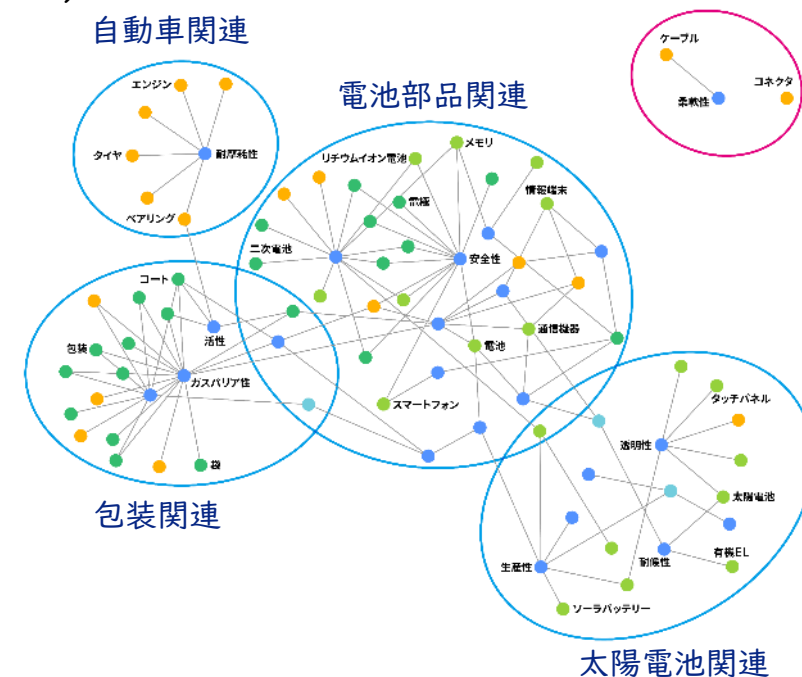 自動車関連
ケーブル
コネクタ
柔軟性
エンジン
タイヤ
耐摩耗性
ベアリング
電池部品関連
メモリ
リチウムイオン電池
情報端末
電極
二次電池
安全性
通信機器
電池
スマートフォン
コート
活性
包装
ガスバリア性
袋
包装関連
タッチパネル
透明性
太陽電池
有機EL
耐候性
生産性
ソーラバッテリー
太陽電池関連